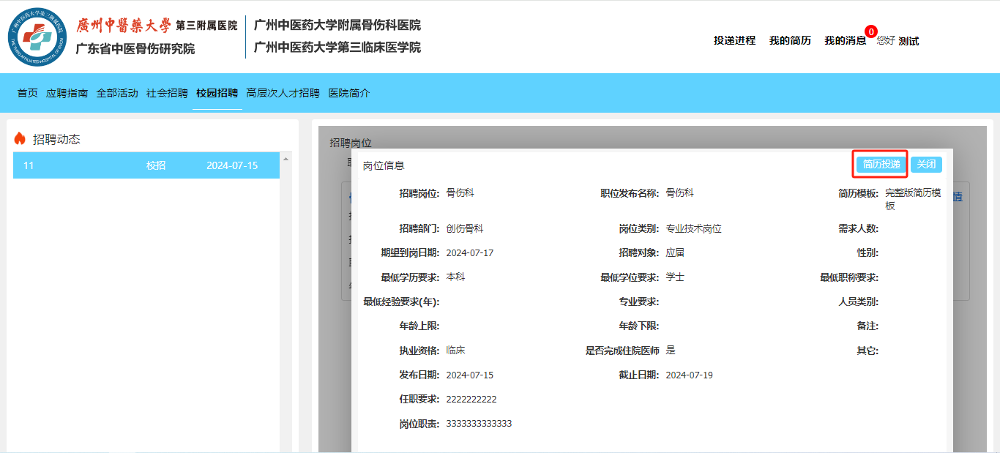 廣州中醫藥大学 第三附属医院
广东省中医骨伤研究院
广州中医药大学附属骨伤科医院
广州中医药大学第三临床医学院
投递进程 我的简历 我的消息 0 您好 测试
首页 应聘指南 全部活动 社会招聘 校园招聘 高层次人才招聘 医院简介
招聘动态
11 校招 2024-07-15
招聘岗位
岗位信息 简历投递 关闭
招聘岗位: 骨伤科 职位发布名称: 骨伤科 简历模板: 完整版简历模板
情
招聘部门: 创伤骨科 岗位类别: 专业技术岗位 需求人数:
期望到岗日期: 2024-07-17 招聘对象: 应届 性别:
最低学历要求: 本科 最低学位要求: 学士 最低职称要求:
最低经验要求(年): 专业要求: 人员类别:
年龄上限: 年龄下限: 备注:
执业资格: 临床 是否完成住院医师 是 其它:
发布日期: 2024-07-15 截止日期: 2024-07-19
任职要求: 2222222222
岗位职责: 3333333333333